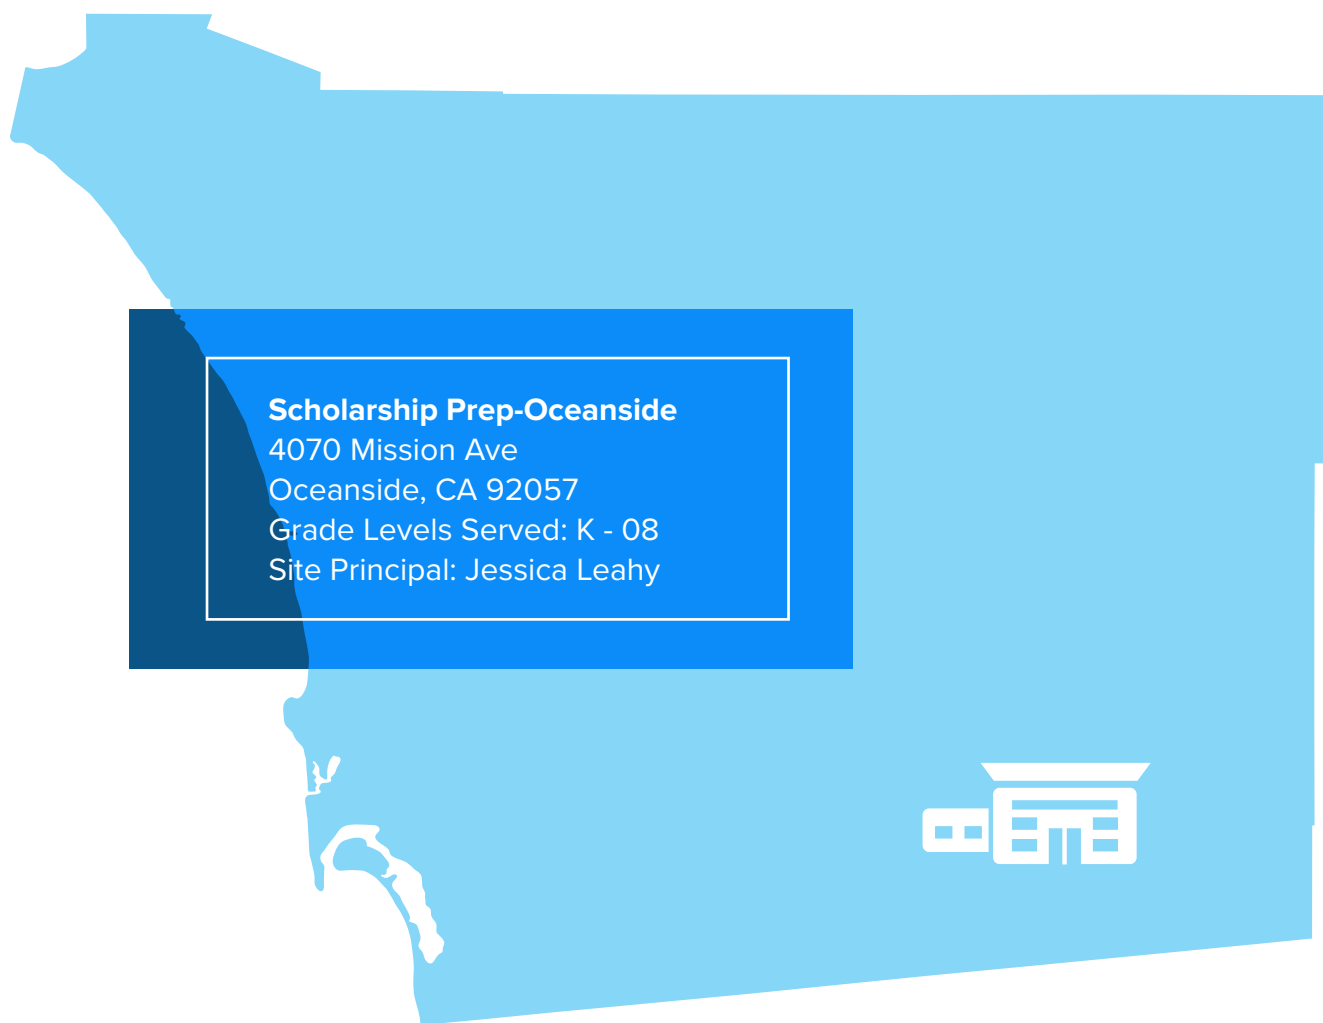 Scholarship Prep-Oceanside
4070 Mission Ave
Oceanside, CA 92057
Grade Levels Served: K - 08
Site Principal: Jessica Leahy